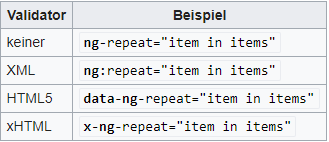 Validator Beispiel
keiner ng-repeat="item in items"
XML ng:repeat="item in items"
HTML5 data-ng-repeat="item in items"
xHTML x-ng-repeat="item in items"